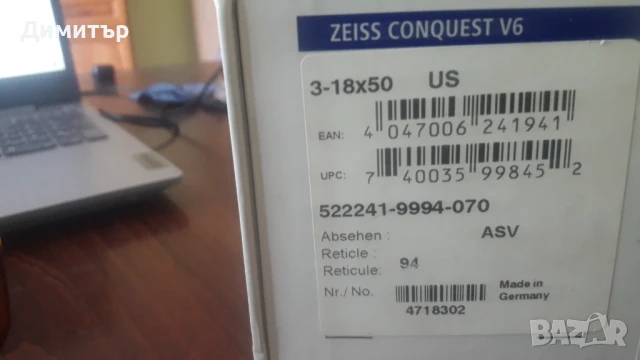 Димитър
ZEISS CONQUEST V6
3-18x50 US
EAN: 4 047006 241941
UPC: 7 40035 99845 2
522241-9994-070
Absehen : ASV
Reticle :
Reticule: 94
Nr./ No. Made in
Germany
4718302
BAZAR